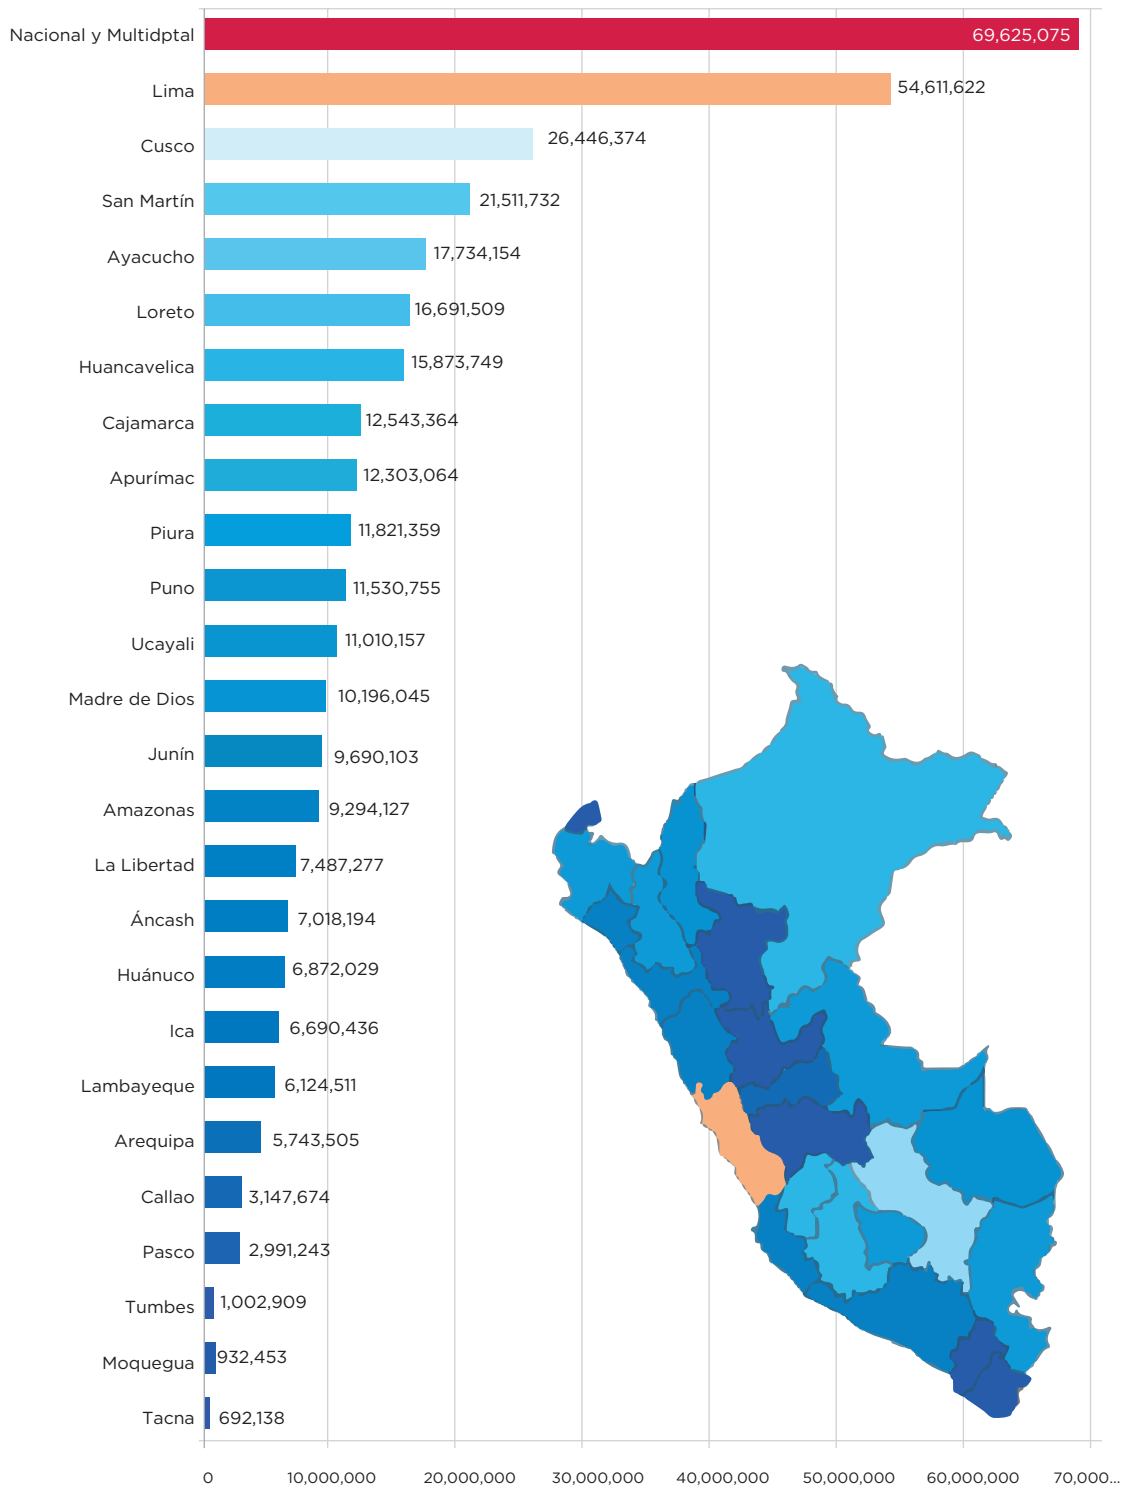 Nacional y Multidptal 69,625,075
Lima 54,611,622
Cusco 26,446,374
San Martín 21,511,732
Ayacucho 17,734,154
Loreto 16,691,509
Huancavelica 15,873,749
Cajamarca 12,543,364
Apurímac 12,303,064
Piura 11,821,359
Puno 11,530,755
Ucayali 11,010,157
Madre de Dios 10,196,045
Junín 9,690,103
Amazonas 9,294,127
La Libertad 7,487,277
Áncash 7,018,194
Huánuco 6,872,029
Ica 6,690,436
Lambayeque 6,124,511
Arequipa 5,743,505
Callao 3,147,674
Pasco 2,991,243
Tumbes 1,002,909
Moquegua 932,453
Tacna 692,138
0 10,000,000 20,000,000 30,000,000 40,000,000 50,000,000 60,000,000 70,000...